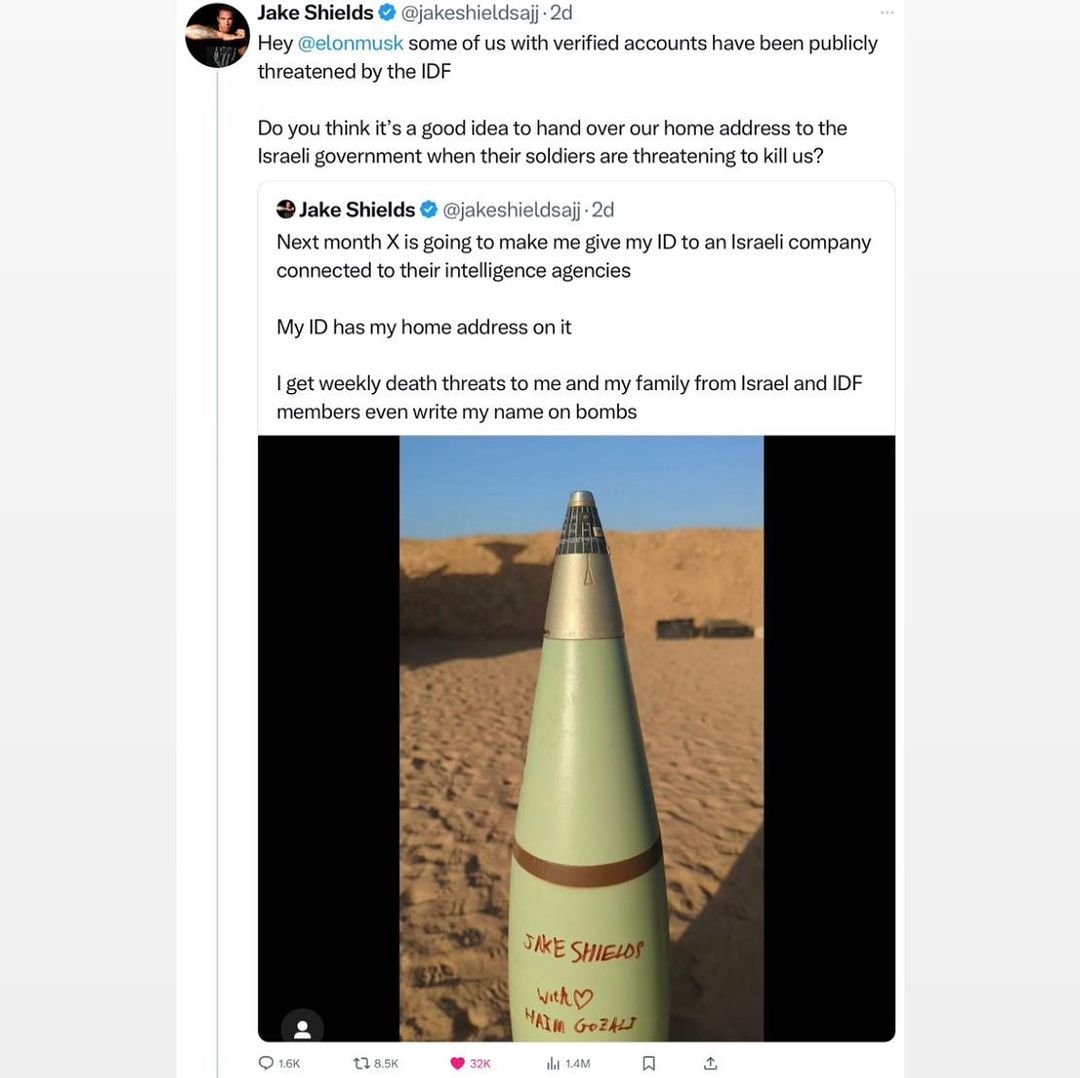 Jake Shields @jakeshieldsajj · 2d
Hey @elonmusk some of us with verified accounts have been publicly
threatened by the IDF
Do you think it’s a good idea to hand over our home address to the
Israeli government when their soldiers are threatening to kill us?
Jake Shields @jakeshieldsajj · 2d
Next month X is going to make me give my ID to an Israeli company
connected to their intelligence agencies
My ID has my home address on it
I get weekly death threats to me and my family from Israel and IDF
members even write my name on bombs
JAKE SHIELDS
With ♡
HAIM GOZALI
1.6K 8.5K 32K 1.4M